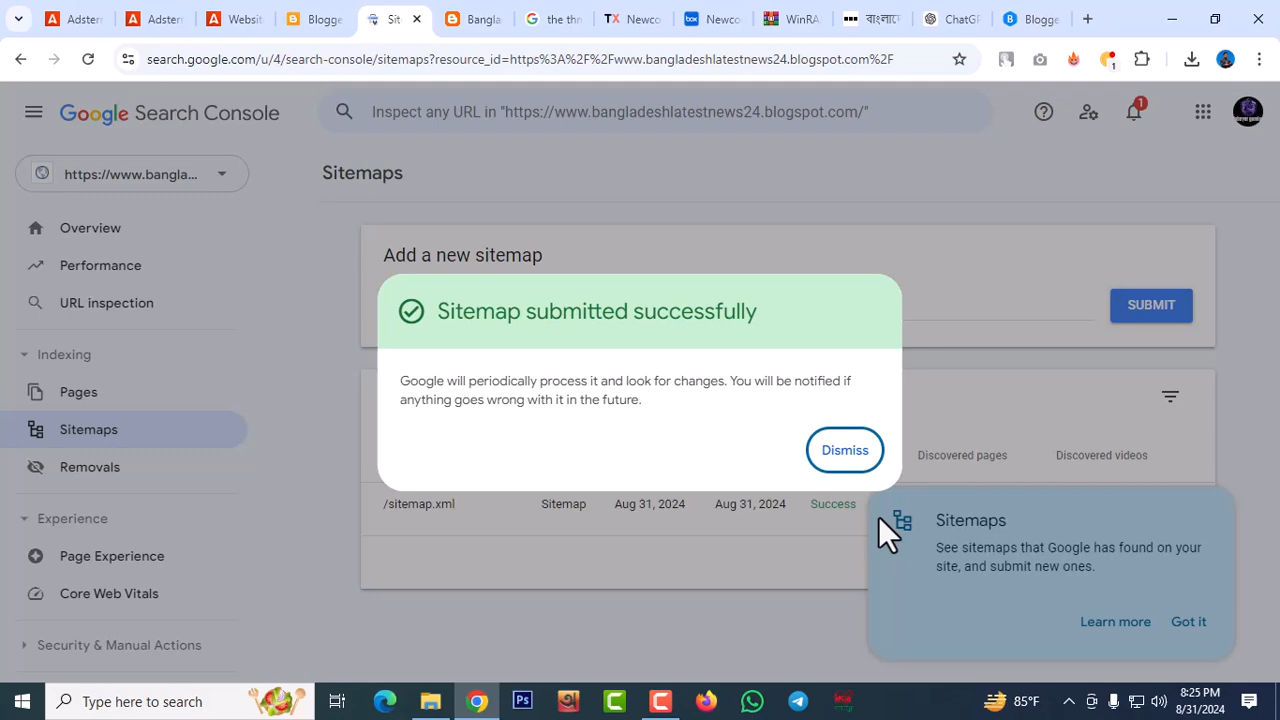 Adsterr
Adsterr
Websit
Blogge
Sit
Bangla
the thr
Newco
Newco
WinRA
বাংলাদে
ChatGP
Blogge
search.google.com/u/4/search-console/sitemaps?resource_id=https%3A%2F%2Fwww.bangladeshlatestnews24.blogspot.com%2F
1
Google Search Console
Inspect any URL in "https://www.bangladeshlatestnews24.blogspot.com/"
1
https://www.bangla...
Sitemaps
Overview
Performance
URL inspection
Indexing
Pages
Sitemaps
Removals
Experience
Page Experience
Core Web Vitals
Security & Manual Actions
Add a new sitemap
SUBMIT
Sitemap submitted successfully
Google will periodically process it and look for changes. You will be notified if
anything goes wrong with it in the future.
Dismiss
Discovered pages Discovered videos
/sitemap.xml Sitemap Aug 31, 2024 Aug 31, 2024 Success
Sitemaps
See sitemaps that Google has found on your
site, and submit new ones.
Learn more Got it
Type here to search
Ps
85°F
8:25 PM
8/31/2024